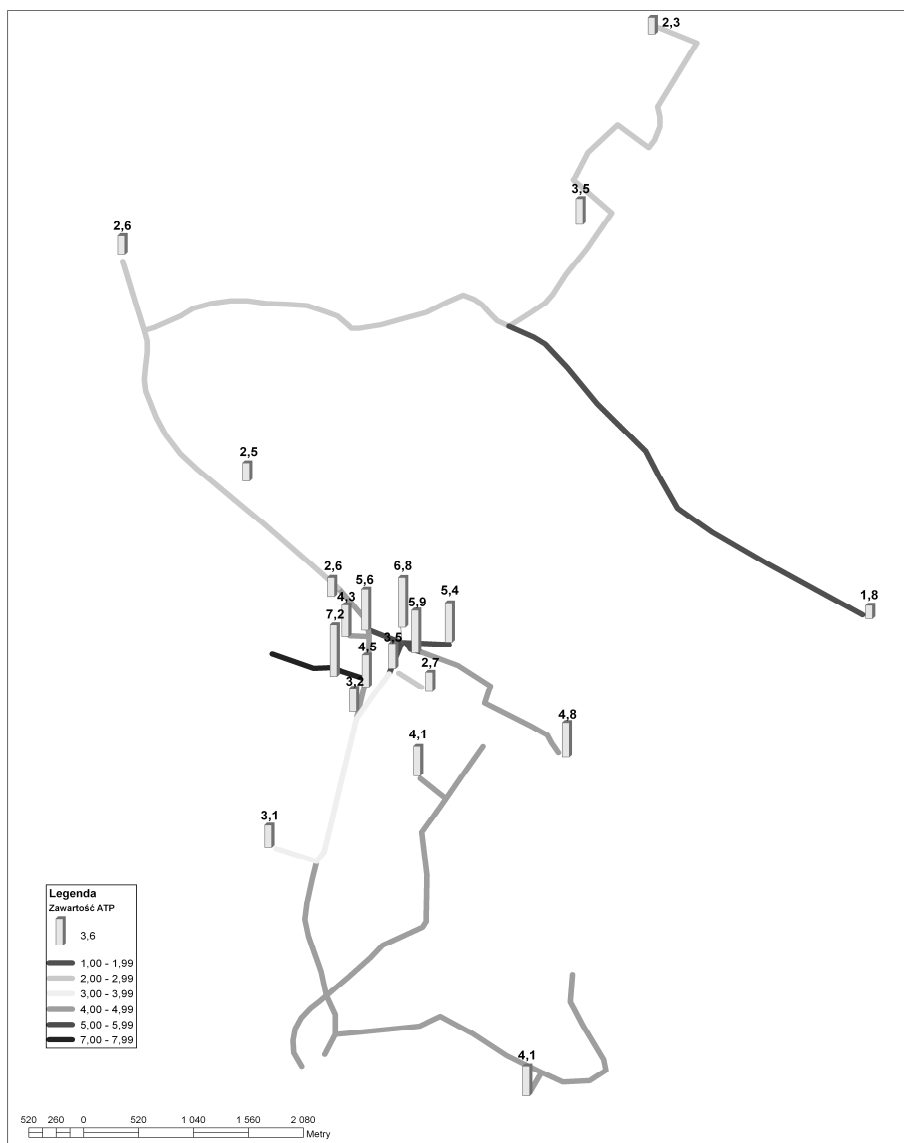 2,3
3,5
2,6
2,5
2,6
5,6
6,8
5,4
4,3
5,9
7,2
3,5
4,5
2,7
3,2
1,8
4,8
4,1
3,1
Legenda
Zawartość ATP
3,6
1,00 - 1,99
2,00 - 2,99
3,00 - 3,99
4,00 - 4,99
5,00 - 5,99
7,00 - 7,99
4,1
520 260 0 520 1 040 1 560 2 080
Metry